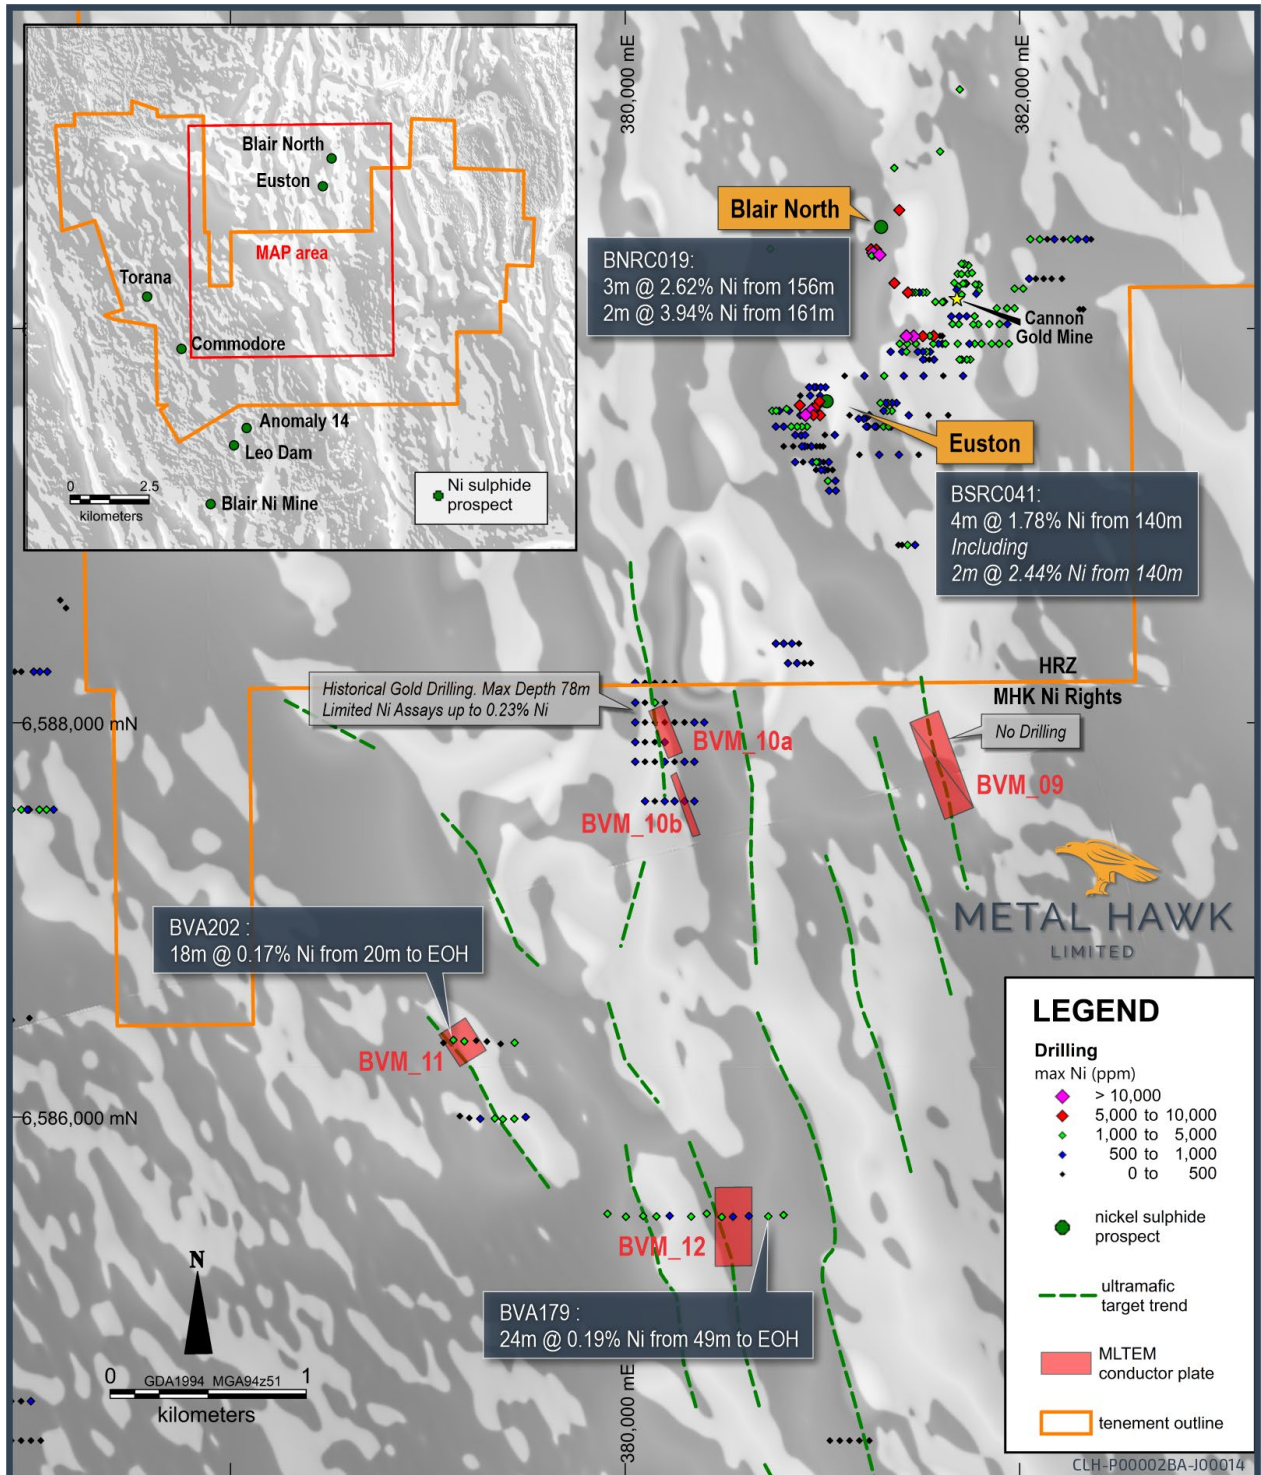 380,000 mE
382,000 mE
Blair North
Euston
MAP area
Torana
Commodore
Anomaly 14
Leo Dam
Blair Ni Mine
0 2.5
kilometers
Ni sulphide
prospect
Blair North
BNRC019:
3m @ 2.62% Ni from 156m
2m @ 3.94% Ni from 161m
Cannon
Gold Mine
Euston
BSRC041:
4m @ 1.78% Ni from 140m
Including
2m @ 2.44% Ni from 140m
HRZ
MHK Ni Rights
Historical Gold Drilling. Max Depth 78m
Limited Ni Assays up to 0.23% Ni
No Drilling
6,588,000 mN
BVM_10a
BVM_09
BVM_10b
METAL HAWK
LIMITED
BVA202 :
18m @ 0.17% Ni from 20m to EOH
BVM_11
6,586,000 mN
BVM_12
BVA179 :
24m @ 0.19% Ni from 49m to EOH
N
0 1
GDA1994 MGA94z51
kilometers
380,000 mE
LEGEND
Drilling
max Ni (ppm)
> 10,000
5,000 to 10,000
1,000 to 5,000
500 to 1,000
0 to 500
nickel sulphide
prospect
ultramafic
target trend
MLTEM
conductor plate
tenement outline
CLH-P00002BA-J00014